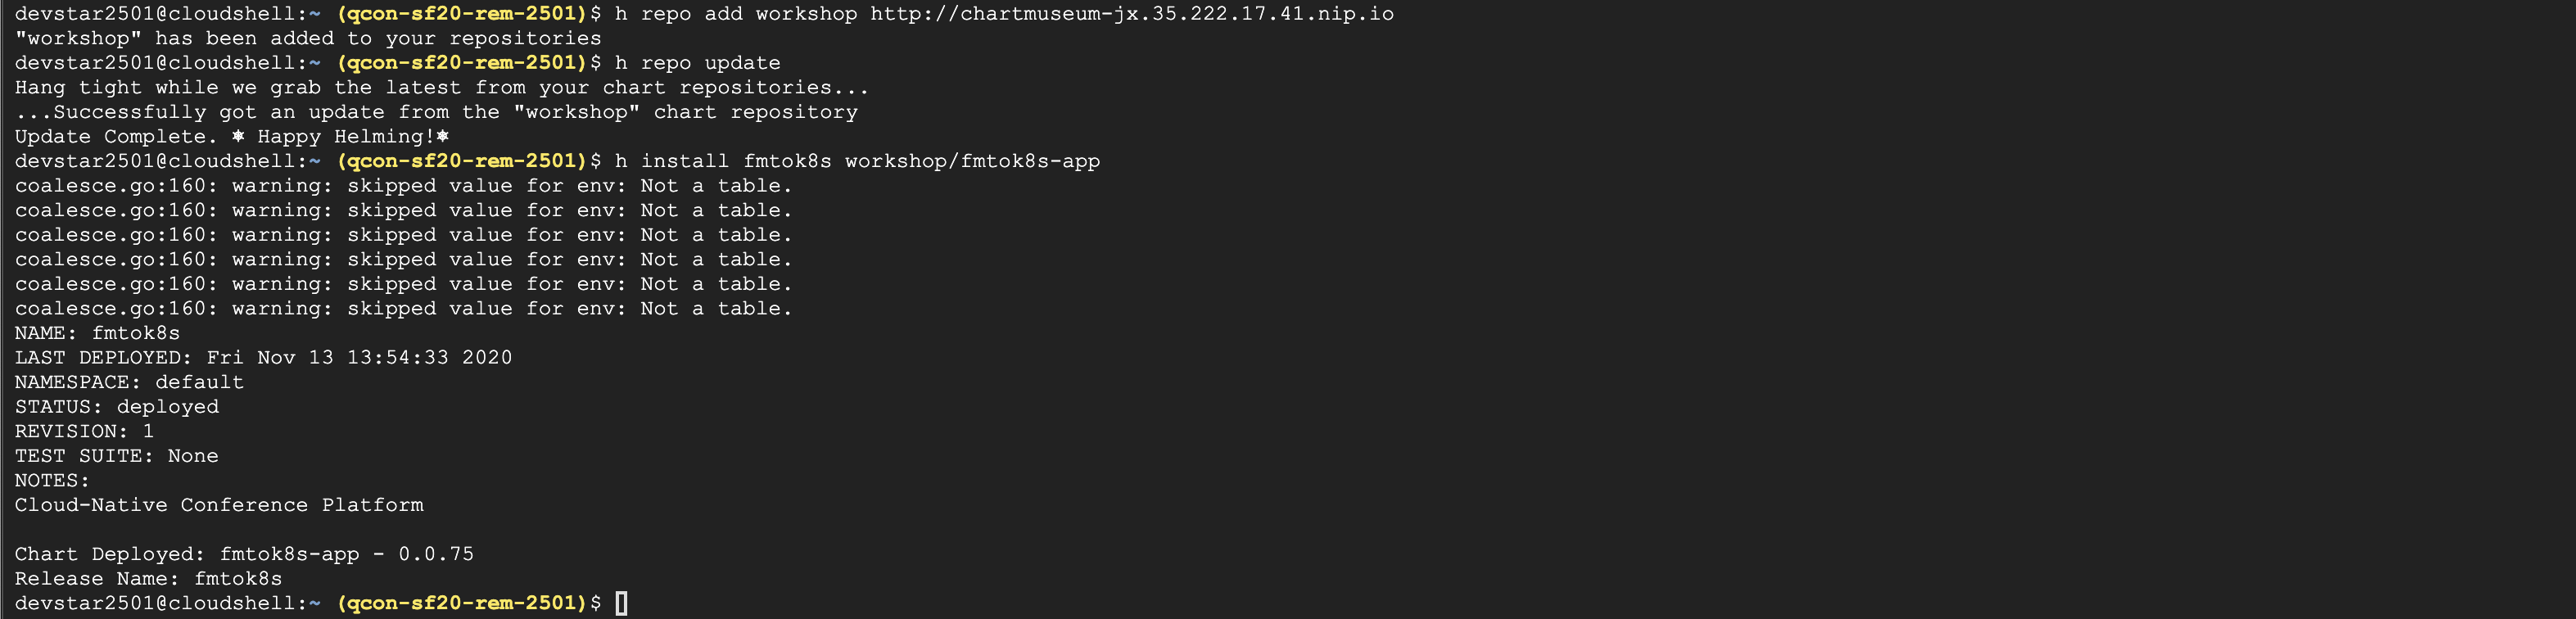 devstar2501@cloudshell:~ (qcon-sf20-rem-2501)$ h repo add workshop http://chartmuseum-jx.35.222.17.41.nip.io
"workshop" has been added to your repositories
devstar2501@cloudshell:~ (qcon-sf20-rem-2501)$ h repo update
Hang tight while we grab the latest from your chart repositories...
...Successfully got an update from the "workshop" chart repository
Update Complete. ⎈ Happy Helming!⎈
devstar2501@cloudshell:~ (qcon-sf20-rem-2501)$ h install fmtok8s workshop/fmtok8s-app
coalesce.go:160: warning: skipped value for env: Not a table.
coalesce.go:160: warning: skipped value for env: Not a table.
coalesce.go:160: warning: skipped value for env: Not a table.
coalesce.go:160: warning: skipped value for env: Not a table.
coalesce.go:160: warning: skipped value for env: Not a table.
coalesce.go:160: warning: skipped value for env: Not a table.
NAME: fmtok8s
LAST DEPLOYED: Fri Nov 13 13:54:33 2020
NAMESPACE: default
STATUS: deployed
REVISION: 1
TEST SUITE: None
NOTES:
Cloud-Native Conference Platform

Chart Deployed: fmtok8s-app - 0.0.75
Release Name: fmtok8s
devstar2501@cloudshell:~ (qcon-sf20-rem-2501)$